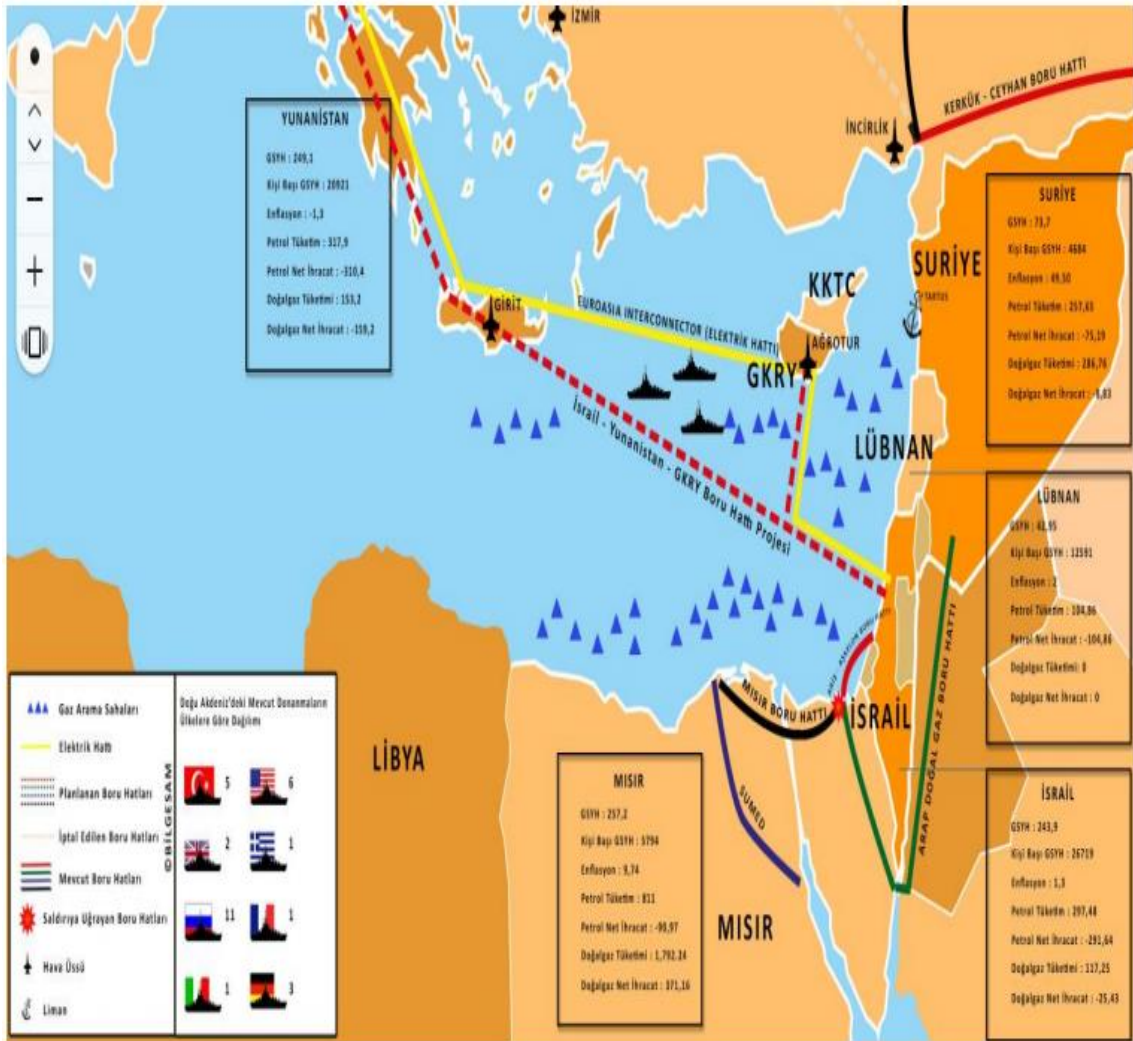 İZMİR
KERKÜK - CEYHAN BORU HATTI
İNCİRLİK
YUNANİSTAN
GSYH : 249,1
Kişi Başı GSYH : 20921
Enflasyon : -1,3
Petrol Tüketim : 317,9
Petrol Net İhracat : -310,4
Doğalgaz Tüketimi : 153,2
Doğalgaz Net İhracat : -159,2
SURİYE
GSYH : 73,7
Kişi Başı GSYH : 4684
Enflasyon : 49,50
Petrol Tüketim : 257,65
Petrol Net İhracat : -75,19
Doğalgaz Tüketimi : 286,76
Doğalgaz Net İhracat : -8,83
SURİYE
TARTUS
KKTC
GİRİT
EUROASIA INTERCONNECTOR (ELEKTRİK HATTI)
AĞROTUR
GKRY
İsrail - Yunanistan - GKRY Boru Hattı Projesi
LÜBNAN
LÜBNAN
GSYH : 42,95
Kişi Başı GSYH : 12591
Enflasyon : 2
Petrol Tüketim : 104,86
Petrol Net İhracat : -104,86
Doğalgaz Tüketimi: 0
Doğalgaz Net İhracat : 0
BORU HATTI
MISIR BORU HATTI
İSRAİL
ARAP DOĞAL GAZ BORU HATTI
SUMED
LİBYA
MISIR
MISIR
GSYH : 257,2
Kişi Başı GSYH : 5794
Enflasyon : 9,74
Petrol Tüketim : 811
Petrol Net İhracat : -90,97
Doğalgaz Tüketimi : 1,792.24
Doğalgaz Net İhracat : 371,16
İSRAİL
GSYH : 243,9
Kişi Başı GSYH : 26719
Enflasyon : 1,3
Petrol Tüketim : 297,48
Petrol Net İhracat : -291,64
Doğalgaz Tüketimi : 117,25
Doğalgaz Net İhracat : -25,43
Gaz Arama Sahaları
Elektrik Hattı
Planlanan Boru Hatları
İptal Edilen Boru Hatları
Mevcut Boru Hatları
Saldırıya Uğrayan Boru Hatları
Hava Üssü
Liman
©BİLGESAM
Doğu Akdeniz'deki Mevcut Donanmaların
Ülkelere Göre Dağılımı
5
6
2
1
11
1
1
3